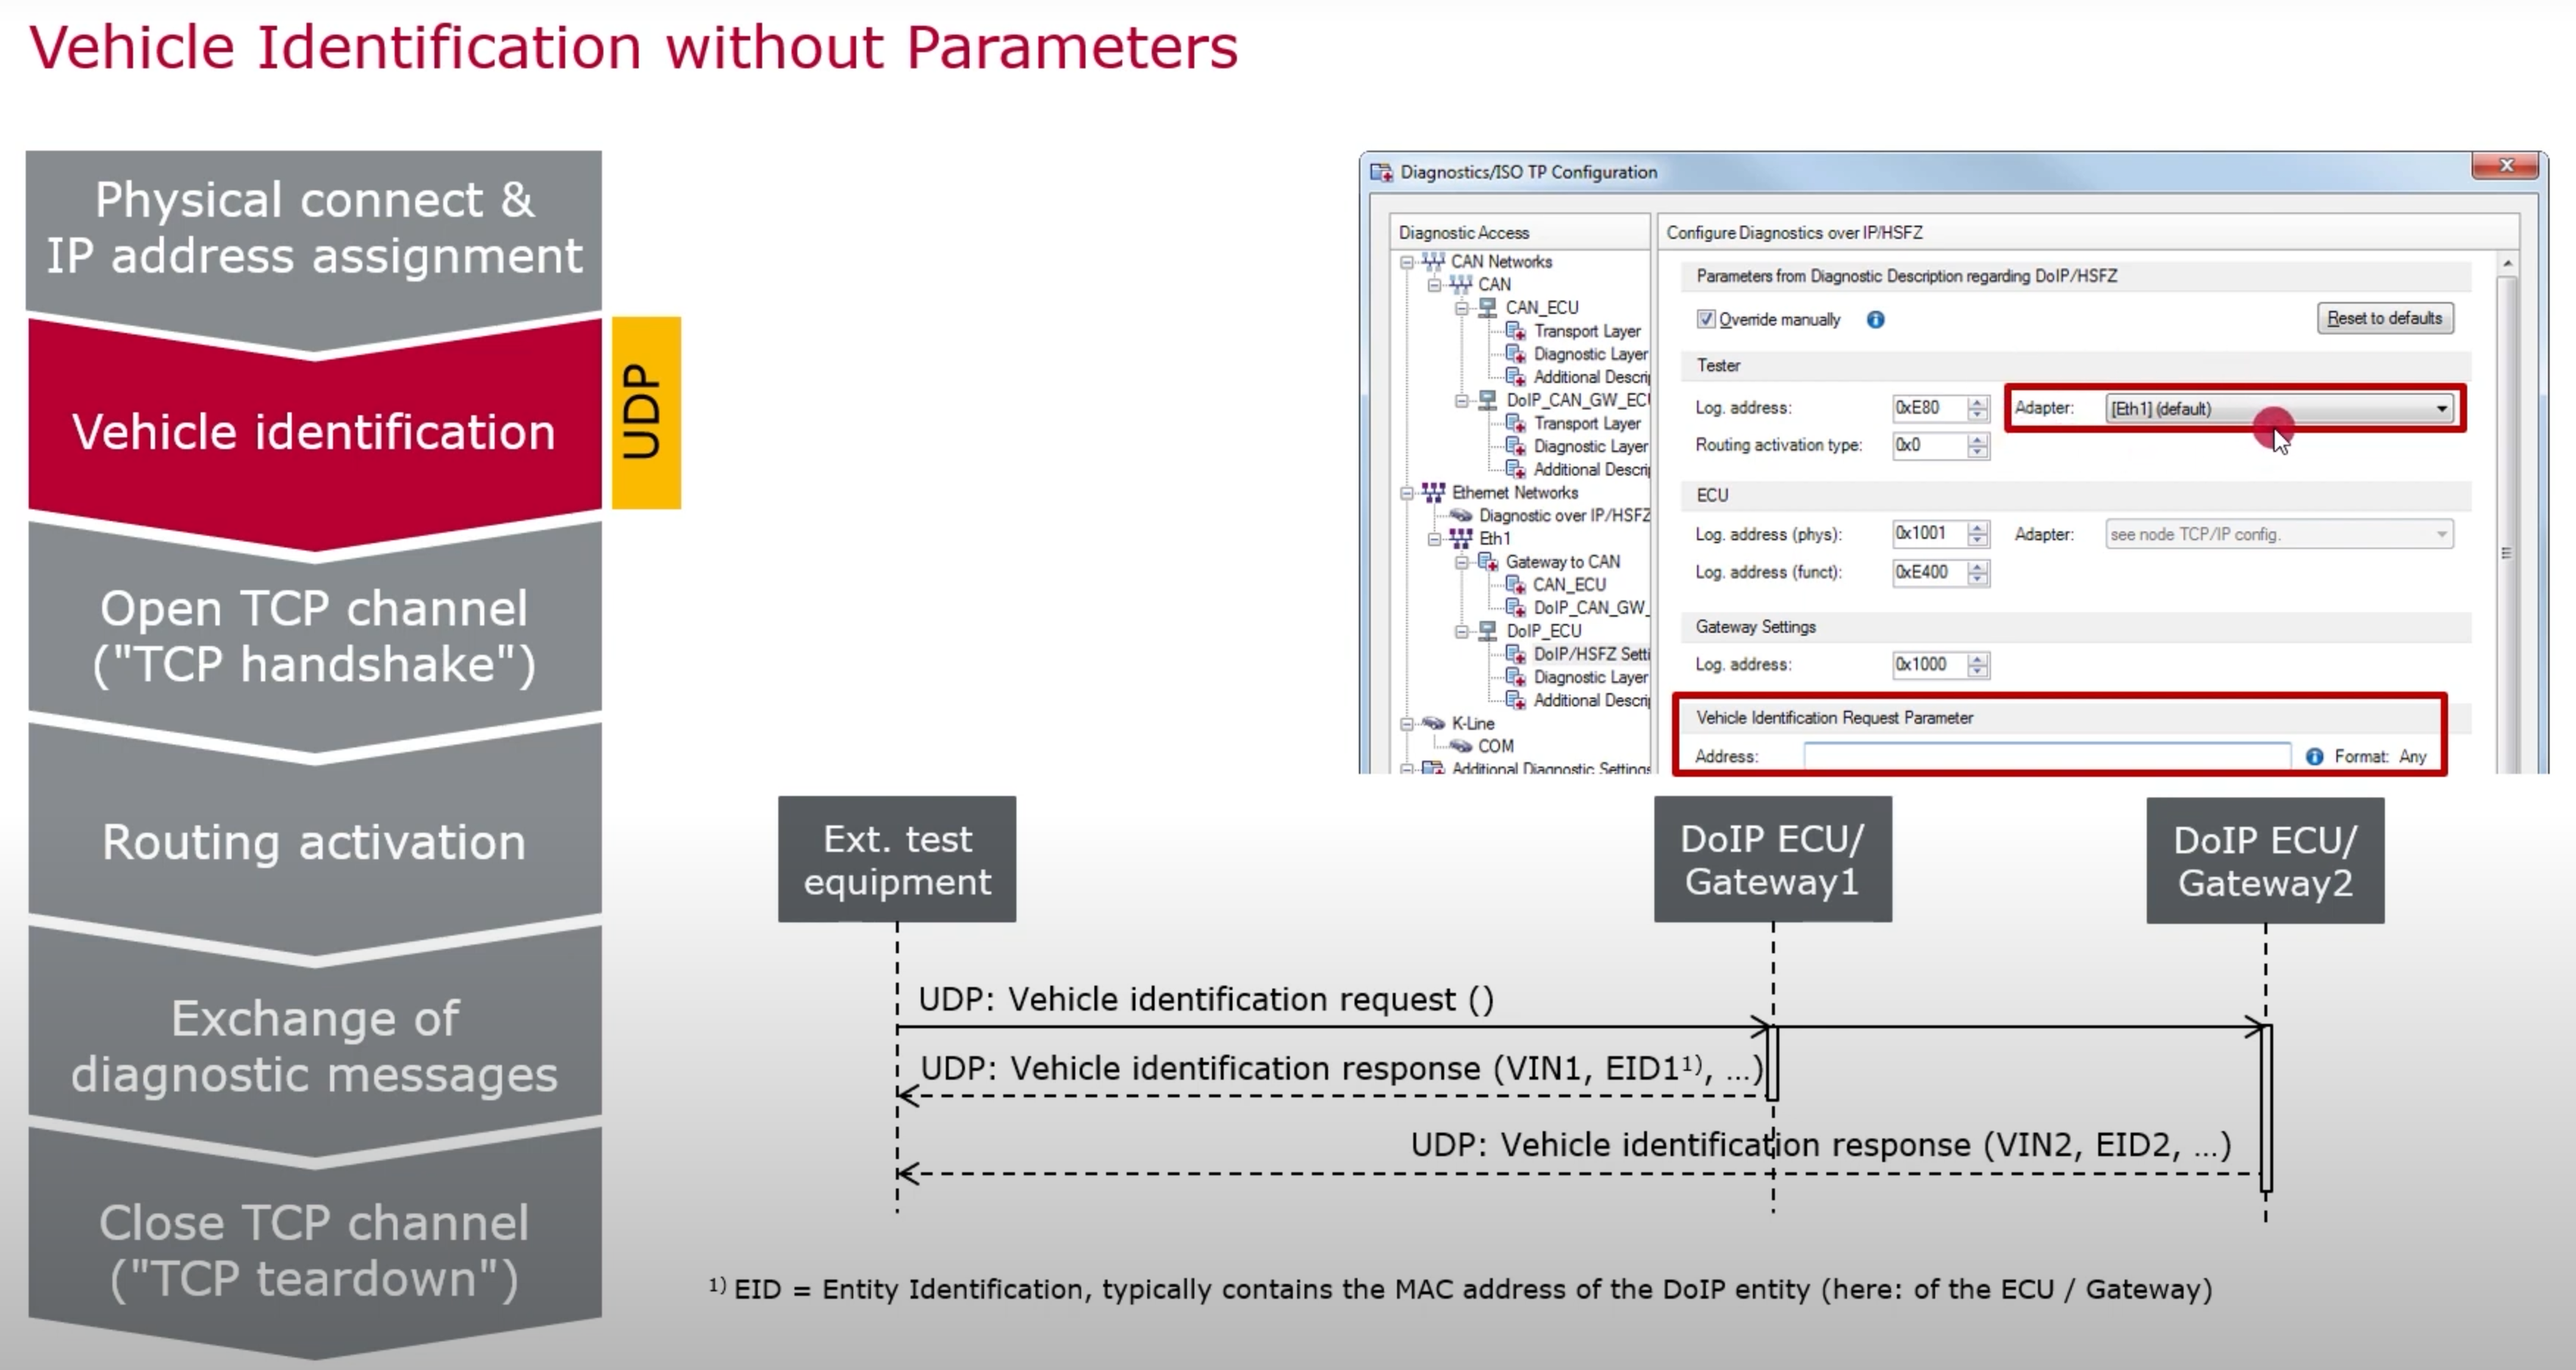 Vehicle Identification without Parameters
Physical connect &
IP address assignment
Vehicle identification
UDP
Open TCP channel
("TCP handshake")
Routing activation
Exchange of
diagnostic messages
Close TCP channel
("TCP teardown")
Diagnostics/ISO TP Configuration
Diagnostic Access
CAN Networks
CAN
CAN_ECU
Transport Layer
Diagnostic Layer
Additional Descri
DoIP_CAN_GW_ECU
Transport Layer
Diagnostic Layer
Additional Descri
Ethernet Networks
Diagnostic over IP/HSFZ
Eth1
Gateway to CAN
CAN_ECU
DoIP_CAN_GW_
DoIP_ECU
DoIP/HSFZ Setti
Diagnostic Layer
Additional Descri
K-Line
COM
Additional Diagnostic Settings
Configure Diagnostics over IP/HSFZ
Parameters from Diagnostic Description regarding DoIP/HSFZ
Override manually
Reset to defaults
Tester
Log. address: 0xE80 Adapter: [Eth1] (default)
Routing activation type: 0x0
ECU
Log. address (phys): 0x1001 Adapter: see node TCP/IP config.
Log. address (funct): 0xE400
Gateway Settings
Log. address: 0x1000
Vehicle Identification Request Parameter
Address: Format: Any
Ext. test
equipment
DoIP ECU/
Gateway1
DoIP ECU/
Gateway2
UDP: Vehicle identification request ()
UDP: Vehicle identification response (VIN1, EID1¹⁾, ...)
UDP: Vehicle identification response (VIN2, EID2, ...)
¹⁾ EID = Entity Identification, typically contains the MAC address of the DoIP entity (here: of the ECU / Gateway)